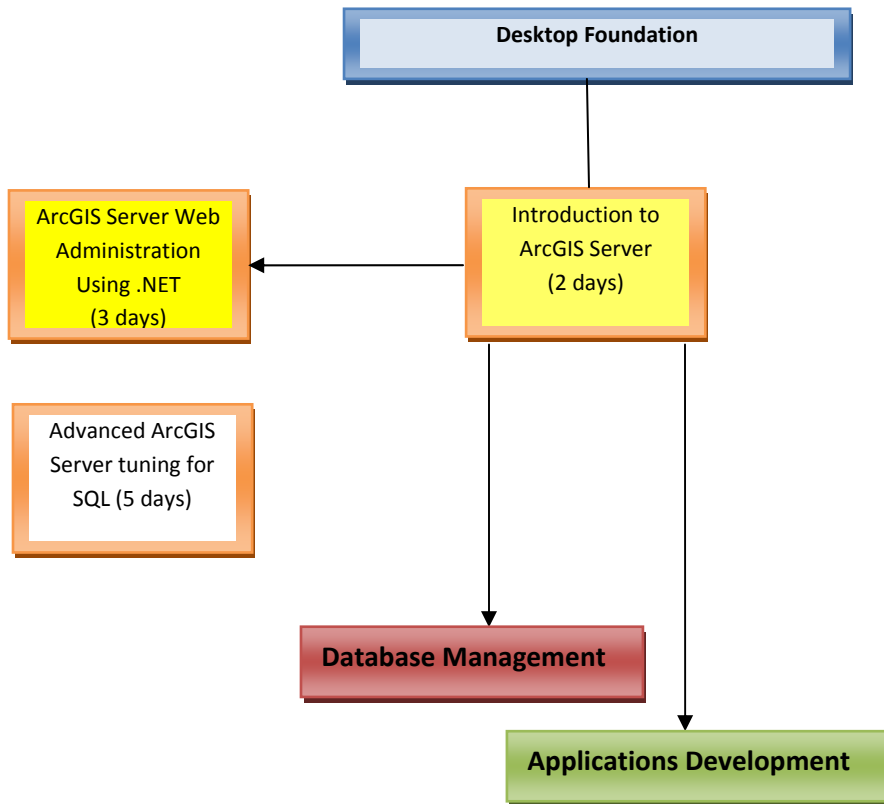 Desktop Foundation
ArcGIS Server Web
Administration
Using .NET
(3 days)
Introduction to
ArcGIS Server
(2 days)
Advanced ArcGIS
Server tuning for
SQL (5 days)
Database Management
Applications Development